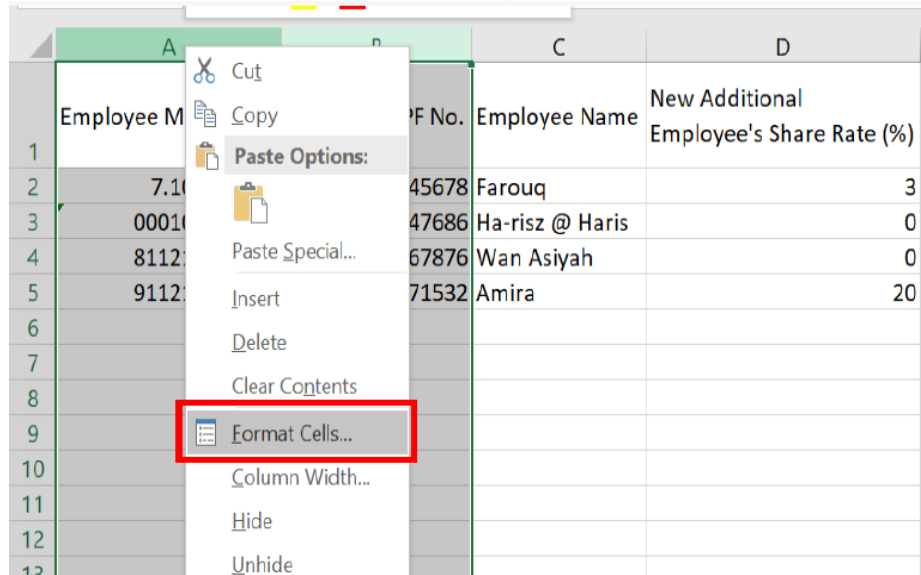 A
C
D
1
Employee M
PF No.
Employee Name
New Additional
Employee's Share Rate (%)
2
7.10
45678
Farouq
3
3
0001
47686
Ha-risz @ Haris
0
4
8112
67876
Wan Asiyah
0
5
9112
71532
Amira
20
6
7
8
9
10
11
12
13
Cut
Copy
Paste Options:
Paste Special...
Insert
Delete
Clear Contents
Format Cells...
Column Width...
Hide
Unhide